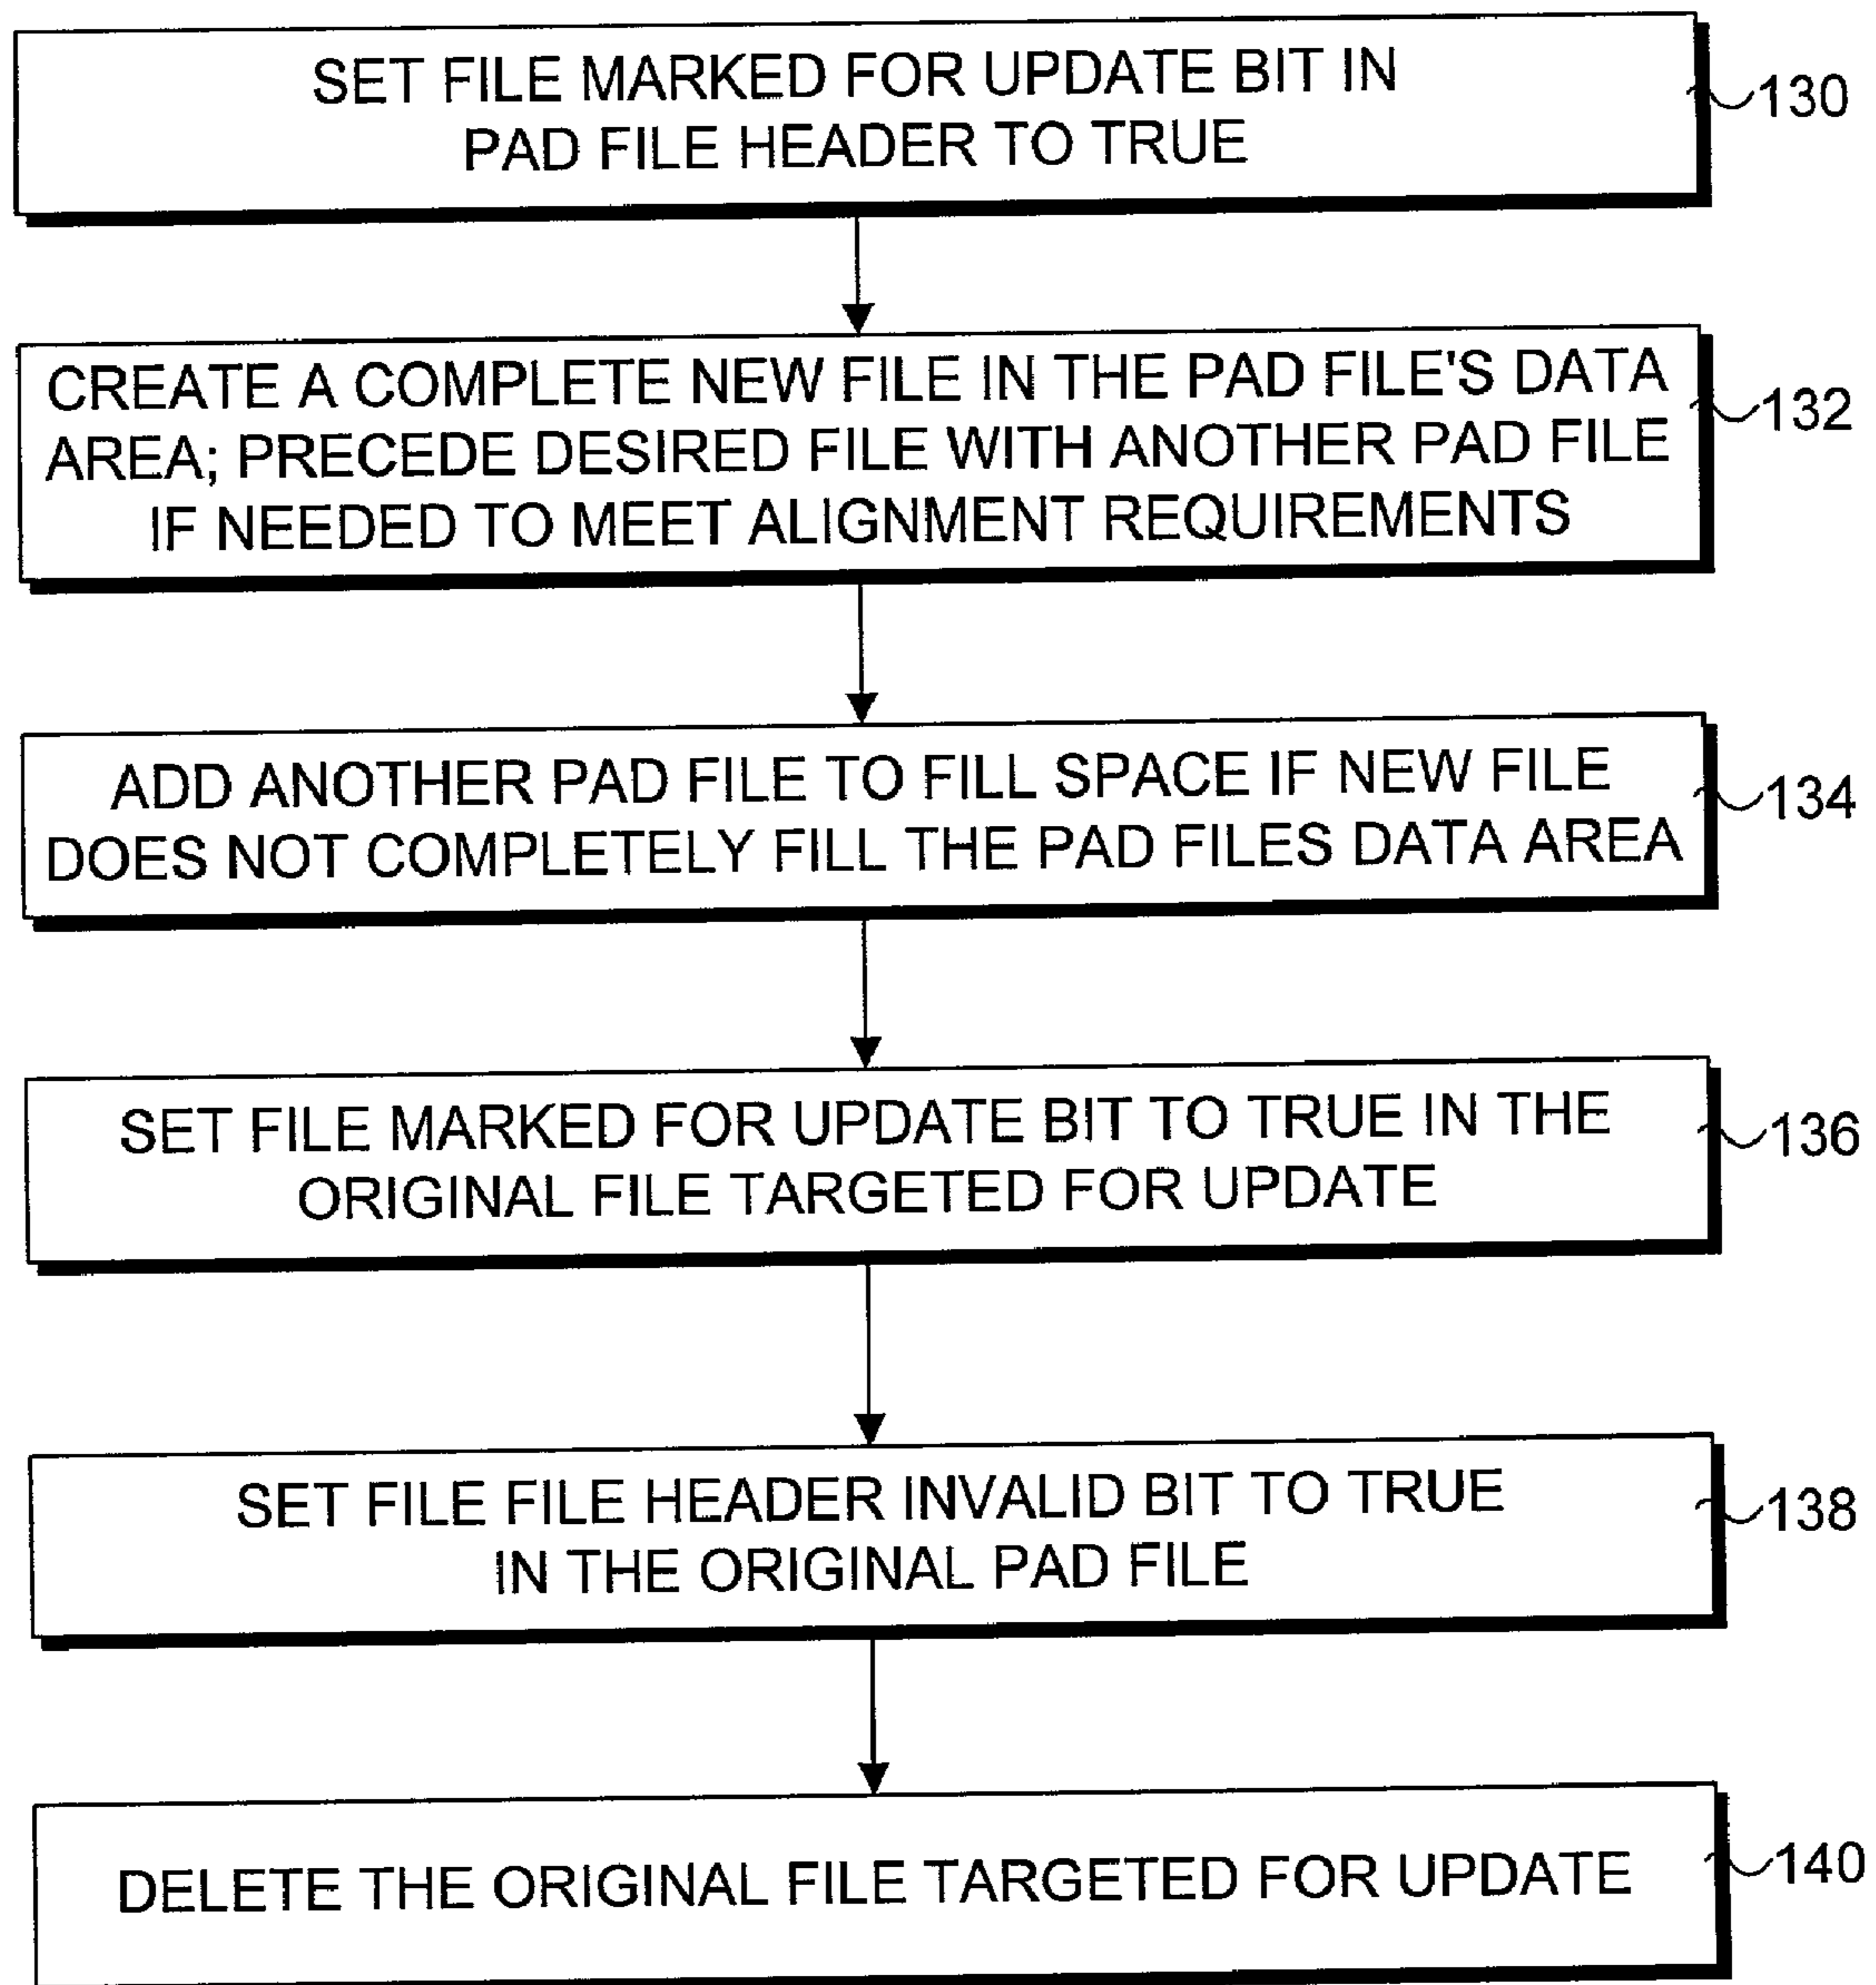 SET FILE MARKED FOR UPDATE BIT IN
PAD FILE HEADER TO TRUE
130
CREATE A COMPLETE NEW FILE IN THE PAD FILE'S DATA
AREA; PRECEDE DESIRED FILE WITH ANOTHER PAD FILE
IF NEEDED TO MEET ALIGNMENT REQUIREMENTS
132
ADD ANOTHER PAD FILE TO FILL SPACE IF NEW FILE
DOES NOT COMPLETELY FILL THE PAD FILES DATA AREA
134
SET FILE MARKED FOR UPDATE BIT TO TRUE IN THE
ORIGINAL FILE TARGETED FOR UPDATE
136
SET FILE FILE HEADER INVALID BIT TO TRUE
IN THE ORIGINAL PAD FILE
138
DELETE THE ORIGINAL FILE TARGETED FOR UPDATE
140